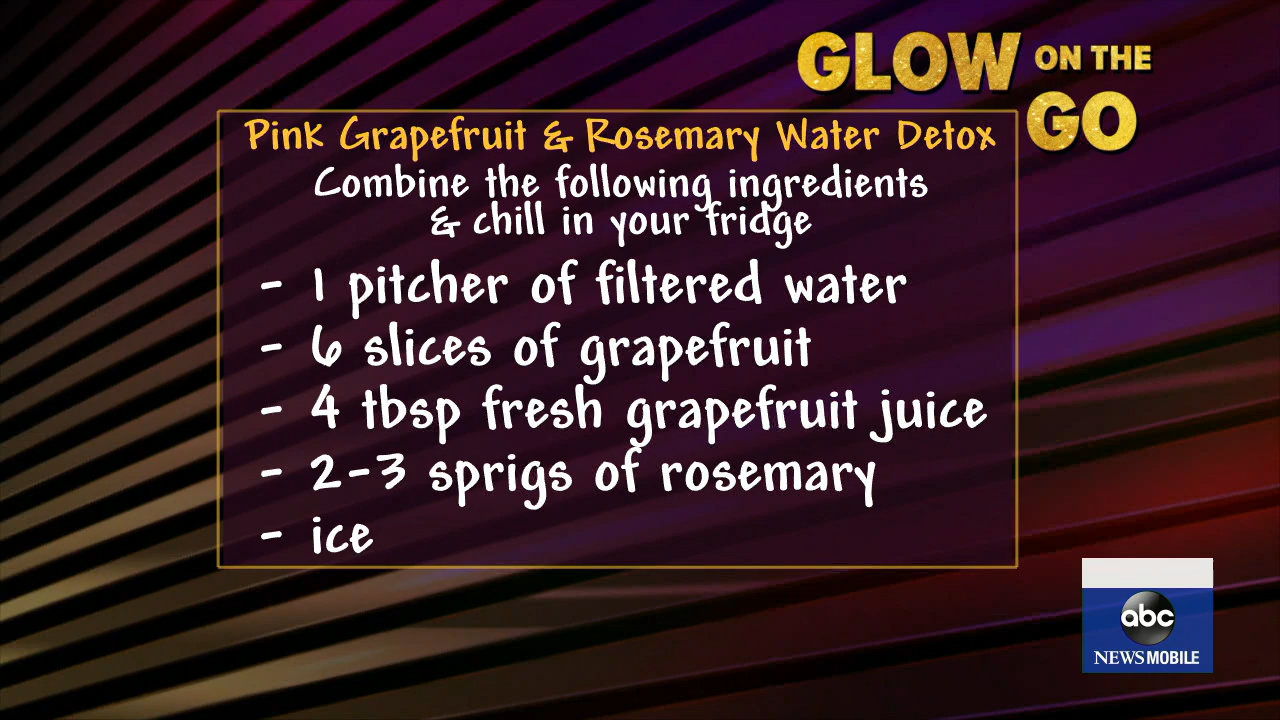 GLOW ON THE
GO
Pink Grapefruit & Rosemary Water Detox
Combine the following ingredients
& chill in your fridge
- 1 pitcher of filtered water
- 6 slices of grapefruit
- 4 tbsp fresh grapefruit juice
- 2-3 sprigs of rosemary
- ice
abc
NEWS MOBILE